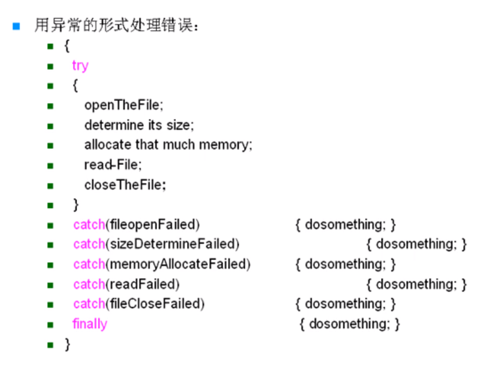 用异常的形式处理错误：
{
try
{
openTheFile;
determine its size;
allocate that much memory;
read-File;
closeTheFile;
}
catch(fileopenFailed) { dosomething; }
catch(sizeDetermineFailed) { dosomething; }
catch(memoryAllocateFailed) { dosomething; }
catch(readFailed) { dosomething; }
catch(fileCloseFailed) { dosomething; }
finally { dosomething; }
}